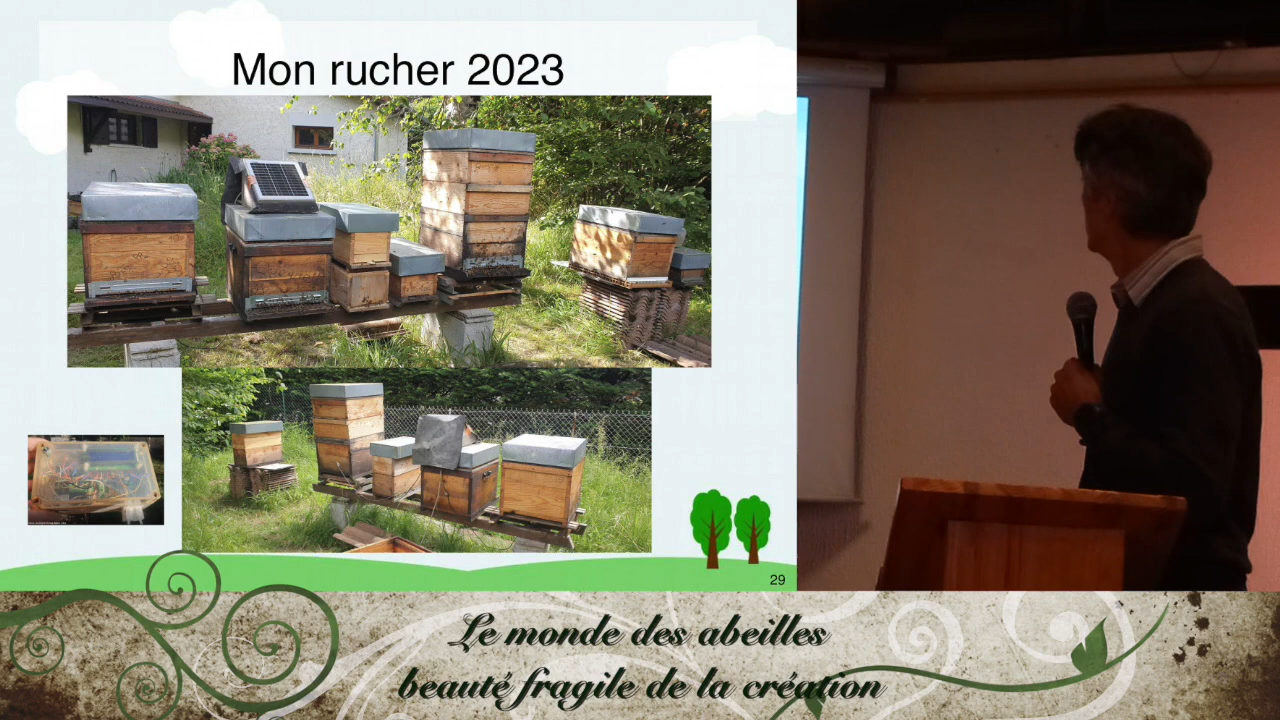 Mon rucher 2023
29
Le monde des abeilles
beauté fragile de la création